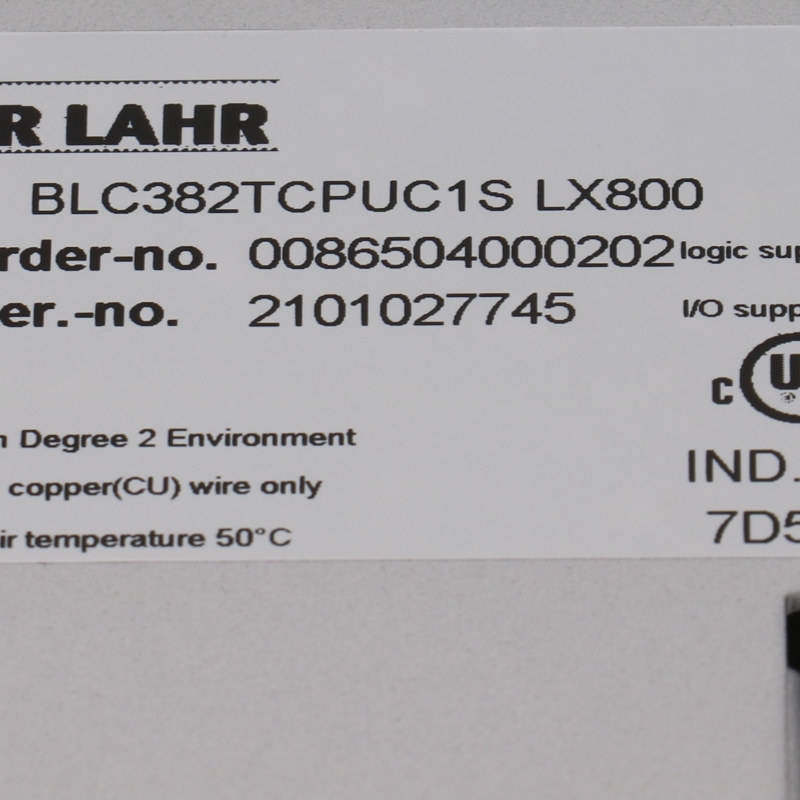 R LAHR
BLC382TCPUC1S LX800
rder-no. 0086504000202 logic sup
er.-no. 2101027745 I/O supp
c U
n Degree 2 Environment
copper(CU) wire only
IND.
ir temperature 50°C
7D5